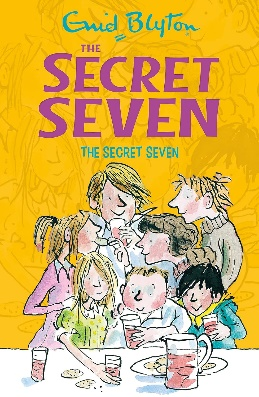 Enid Blyton
THE
SECRET
SEVEN
THE SECRET SEVEN